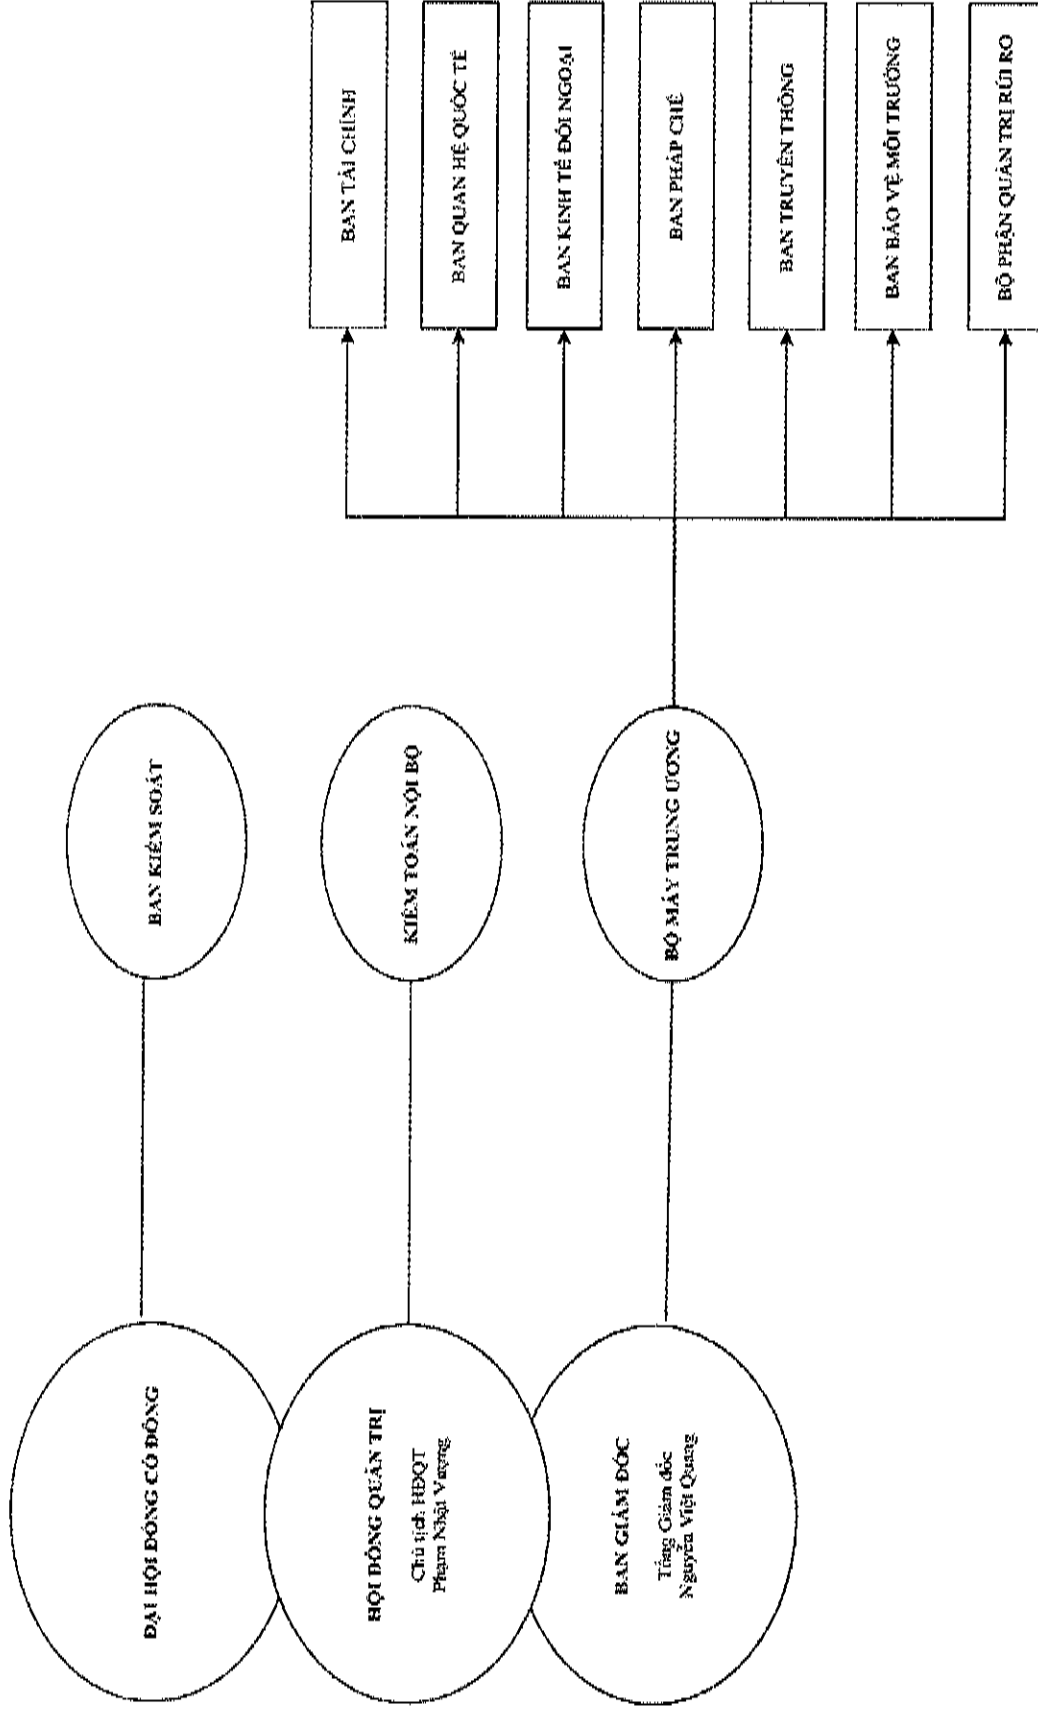 ĐẠI HỘI ĐỒNG CỔ ĐÔNG
BAN KIỂM SOÁT
HỘI ĐỒNG QUẢN TRỊ
Chủ tịch HĐQT
Phạm Nhật Vượng
KIỂM TOÁN NỘI BỘ
BAN GIÁM ĐỐC
Tổng Giám đốc
Nguyễn Việt Quang
BỘ MÁY TRUNG ƯƠNG
BAN TÀI CHÍNH
BAN QUAN HỆ QUỐC TẾ
BAN KINH TẾ ĐỐI NGOẠI
BAN PHÁP CHẾ
BAN TRUYỀN THÔNG
BAN BẢO VỆ MÔI TRƯỜNG
BỘ PHẬN QUẢN TRỊ RỦI RO